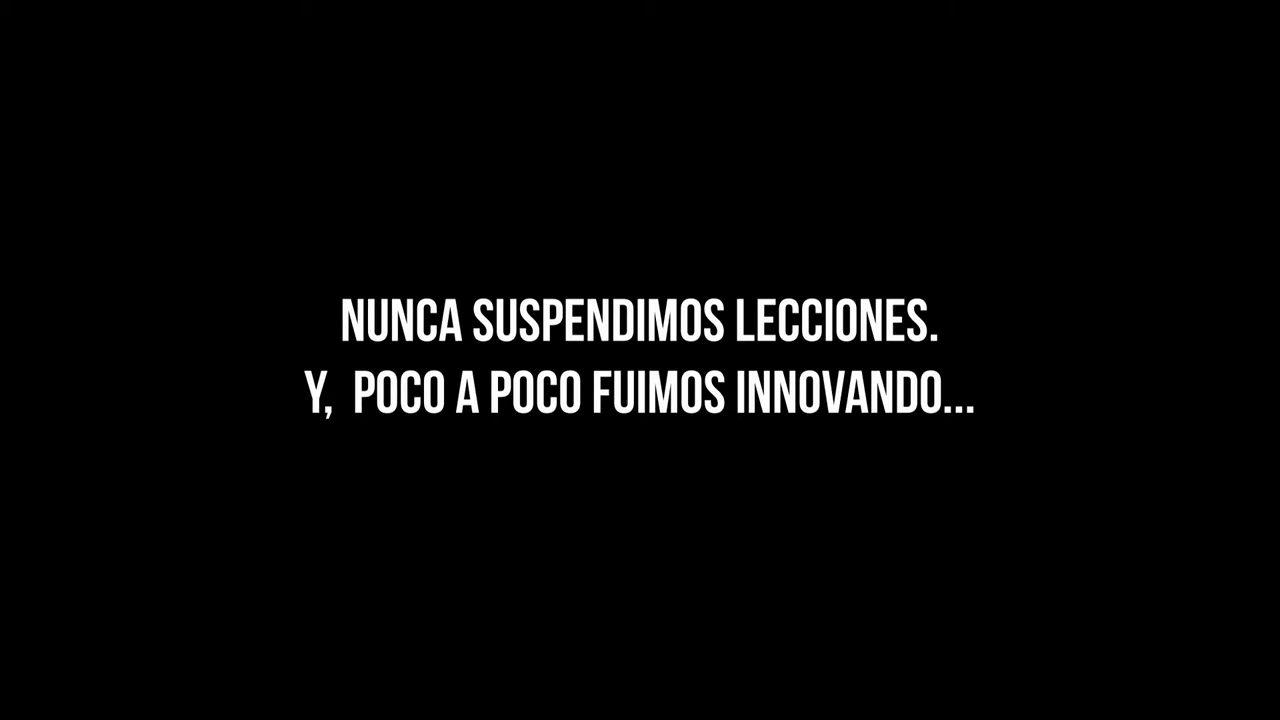 NUNCA SUSPENDIMOS LECCIONES.
Y, POCO A POCO FUIMOS INNOVANDO...